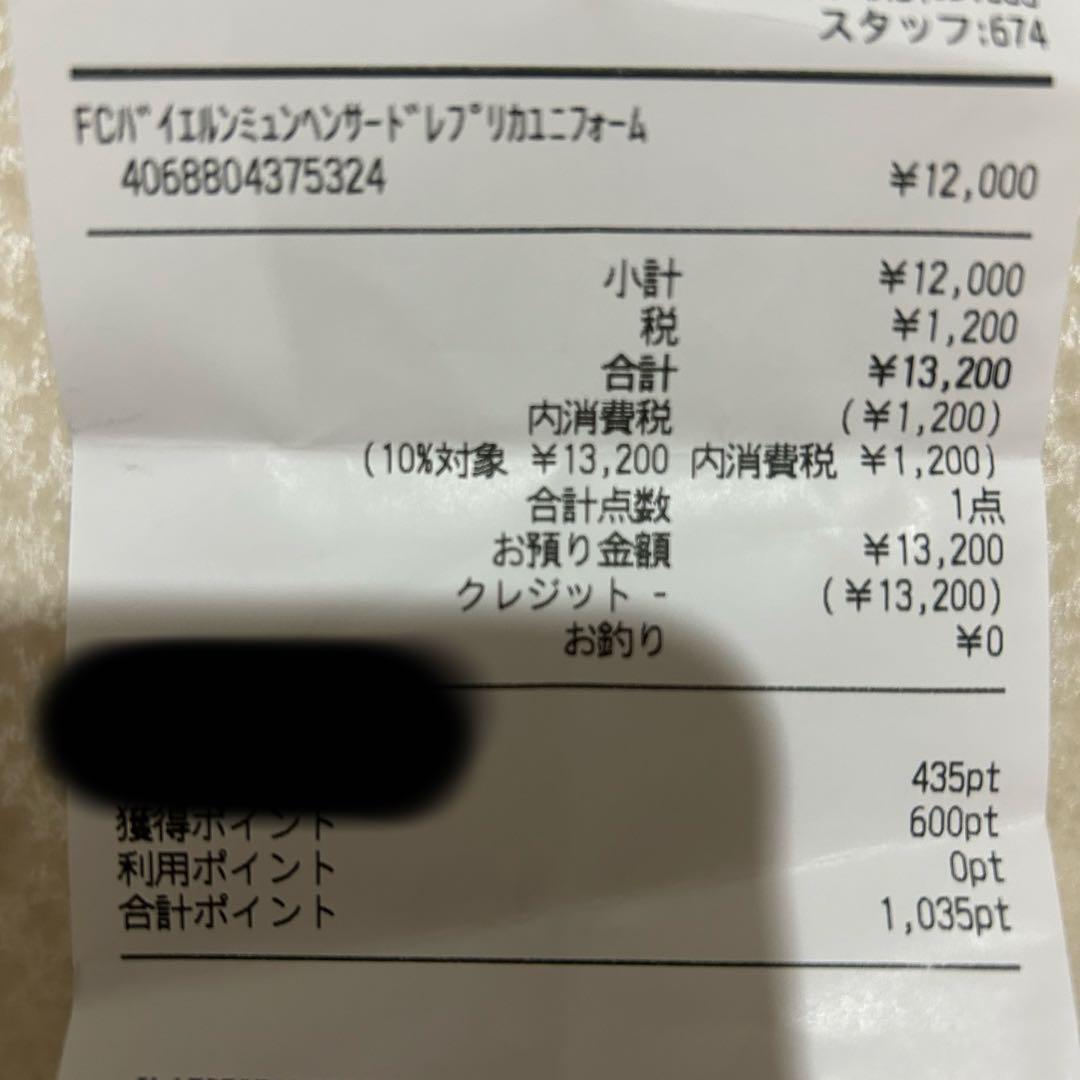 スタッフ:674
FCﾊﾞｲｴﾙﾝﾐｭﾝﾍﾝｻｰﾄﾞﾚﾌﾟﾘｶﾕﾆﾌｫｰﾑ
4068804375324 ¥12,000
小計 ¥12,000
税 ¥1,200
合計 ¥13,200
内消費税 (¥1,200)
(10%対象 ¥13,200 内消費税 ¥1,200)
合計点数 1点
お預り金額 ¥13,200
クレジット - (¥13,200)
お釣り ¥0
435pt
獲得ポイント 600pt
利用ポイント 0pt
合計ポイント 1,035pt